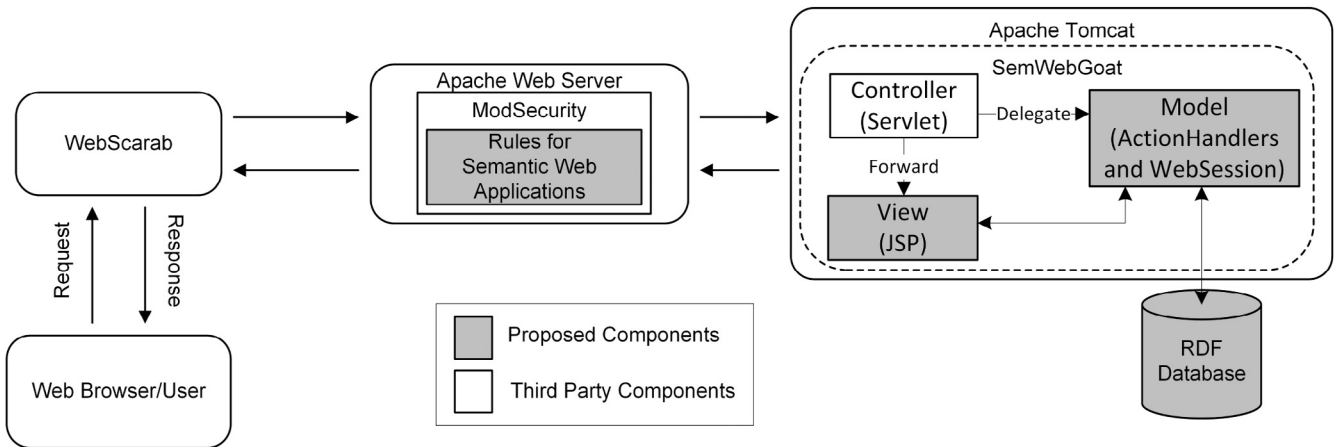 WebScarab
Request
Response
Web Browser/User
Apache Web Server
ModSecurity
Rules for
Semantic Web
Applications
Apache Tomcat
SemWebGoat
Controller
(Servlet)
Delegate
Model
(ActionHandlers
and WebSession)
Forward
View
(JSP)
RDF
Database
Proposed Components
Third Party Components